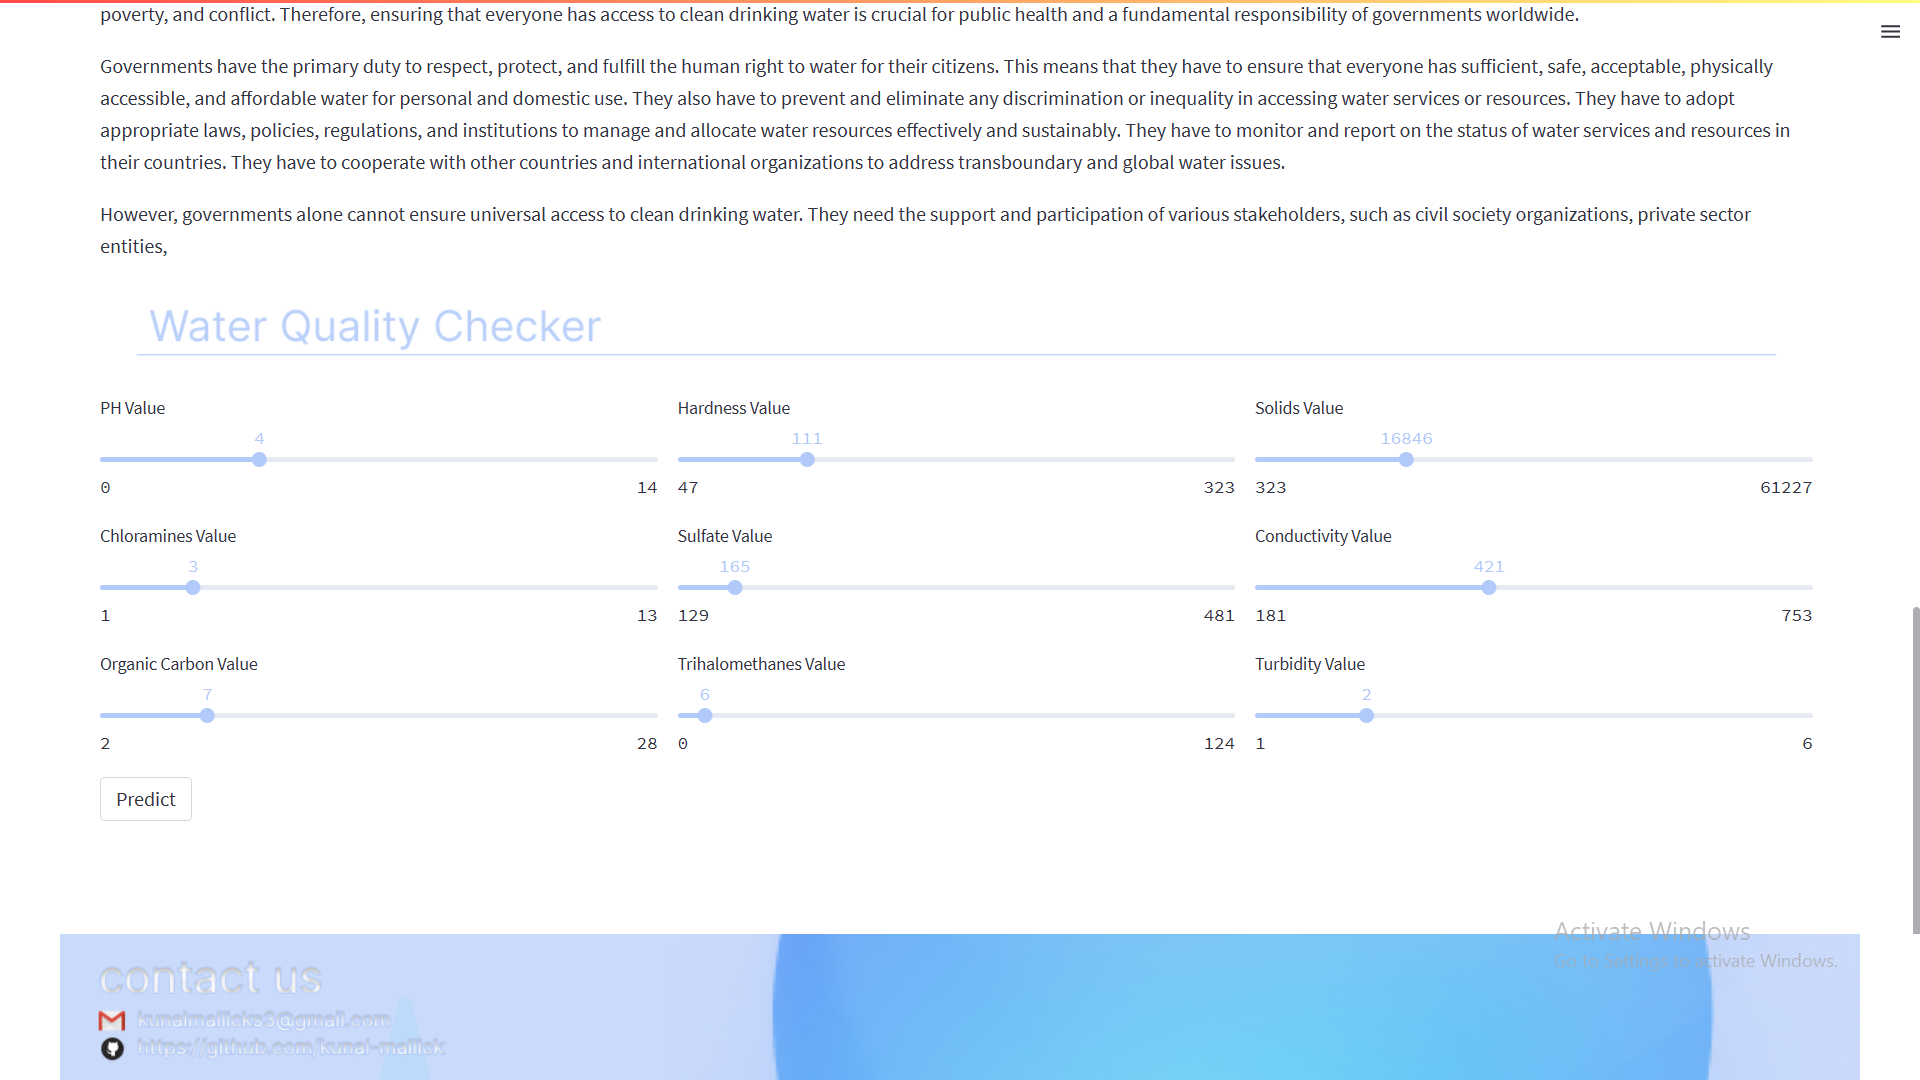 poverty, and conflict. Therefore, ensuring that everyone has access to clean drinking water is crucial for public health and a fundamental responsibility of governments worldwide.
Governments have the primary duty to respect, protect, and fulfill the human right to water for their citizens. This means that they have to ensure that everyone has sufficient, safe, acceptable, physically
accessible, and affordable water for personal and domestic use. They also have to prevent and eliminate any discrimination or inequality in accessing water services or resources. They have to adopt
appropriate laws, policies, regulations, and institutions to manage and allocate water resources effectively and sustainably. They have to monitor and report on the status of water services and resources in
their countries. They have to cooperate with other countries and international organizations to address transboundary and global water issues.
However, governments alone cannot ensure universal access to clean drinking water. They need the support and participation of various stakeholders, such as civil society organizations, private sector
entities,
Water Quality Checker
PH Value Hardness Value Solids Value
4 111 16846
0 14 47 323 323 61227
Chloramines Value Sulfate Value Conductivity Value
3 165 421
1 13 129 481 181 753
Organic Carbon Value Trihalomethanes Value Turbidity Value
7 6 2
2 28 0 124 1 6
Predict
Activate Windows
Go to Settings to activate Windows.
contact us
kunalmallicks3@gmail.com
https://github.com/kunal-mallick